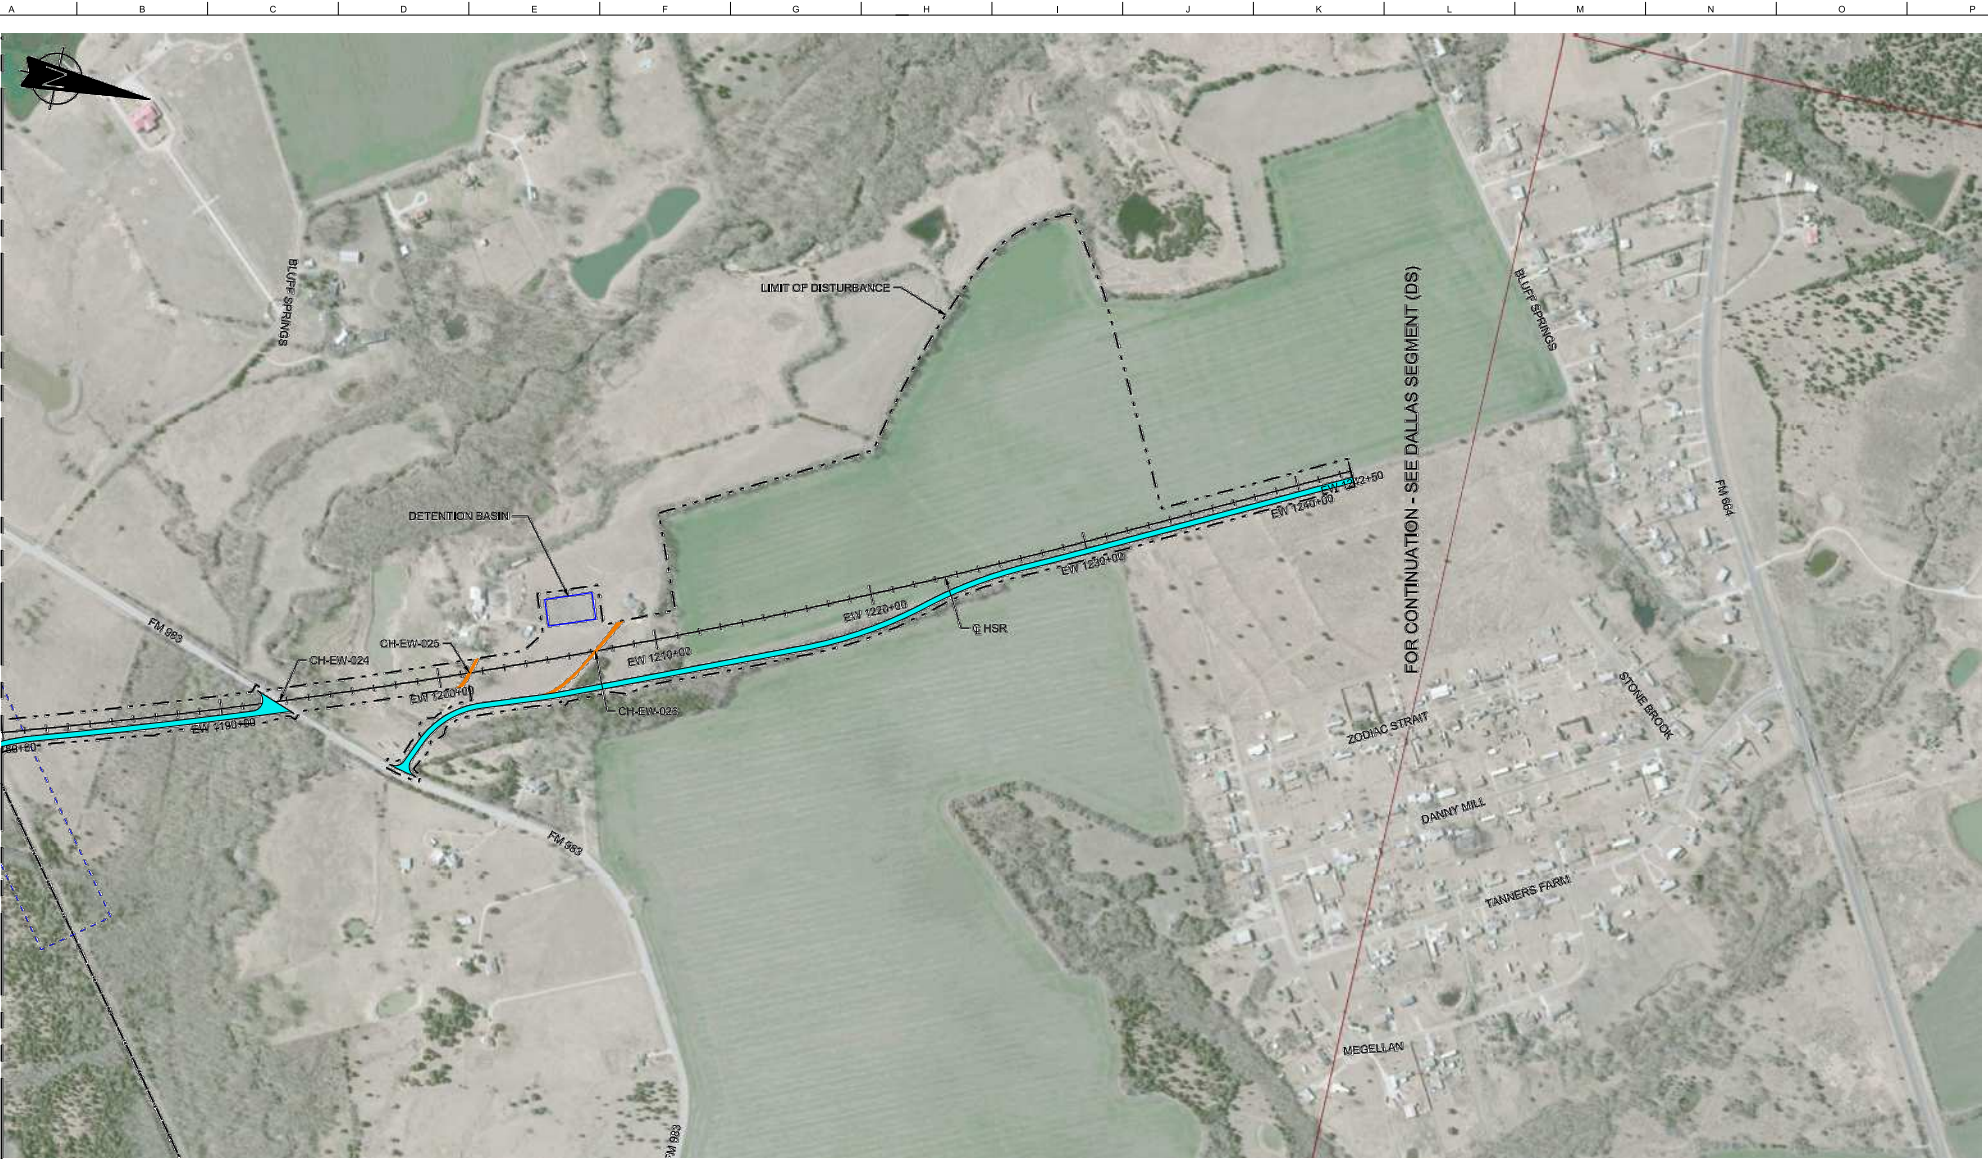 A B C D E F G H I J K L M N O P
N
BLUFF SPRINGS
LIMIT OF DISTURBANCE
BLUFF SPRINGS
FOR CONTINUATION - SEE DALLAS SEGMENT (DS)
FM 664
DETENTION BASIN
EW 1242+50
EW 1240+00
EW 1230+00
EW 1220+00
℄ HSR
FM 983
CH-EW-025
CH-EW-024
EW 1210+00
EW 1200+00
CH-EW-026
EW 1190+00
STONE BROOK
ZODIAC STRAIT
DANNY MILL
FM 983
TANNERS FARM
MEGELLAN
FM 983